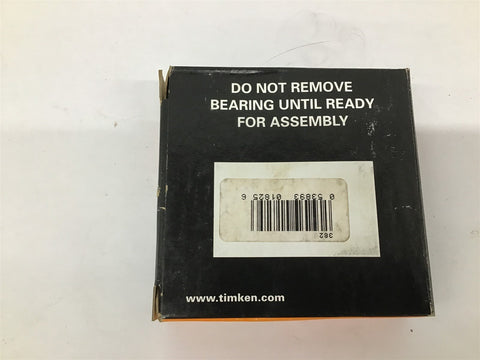 DO NOT REMOVE
BEARING UNTIL READY
FOR ASSEMBLY
382
0 53893 01825 6
www.timken.com